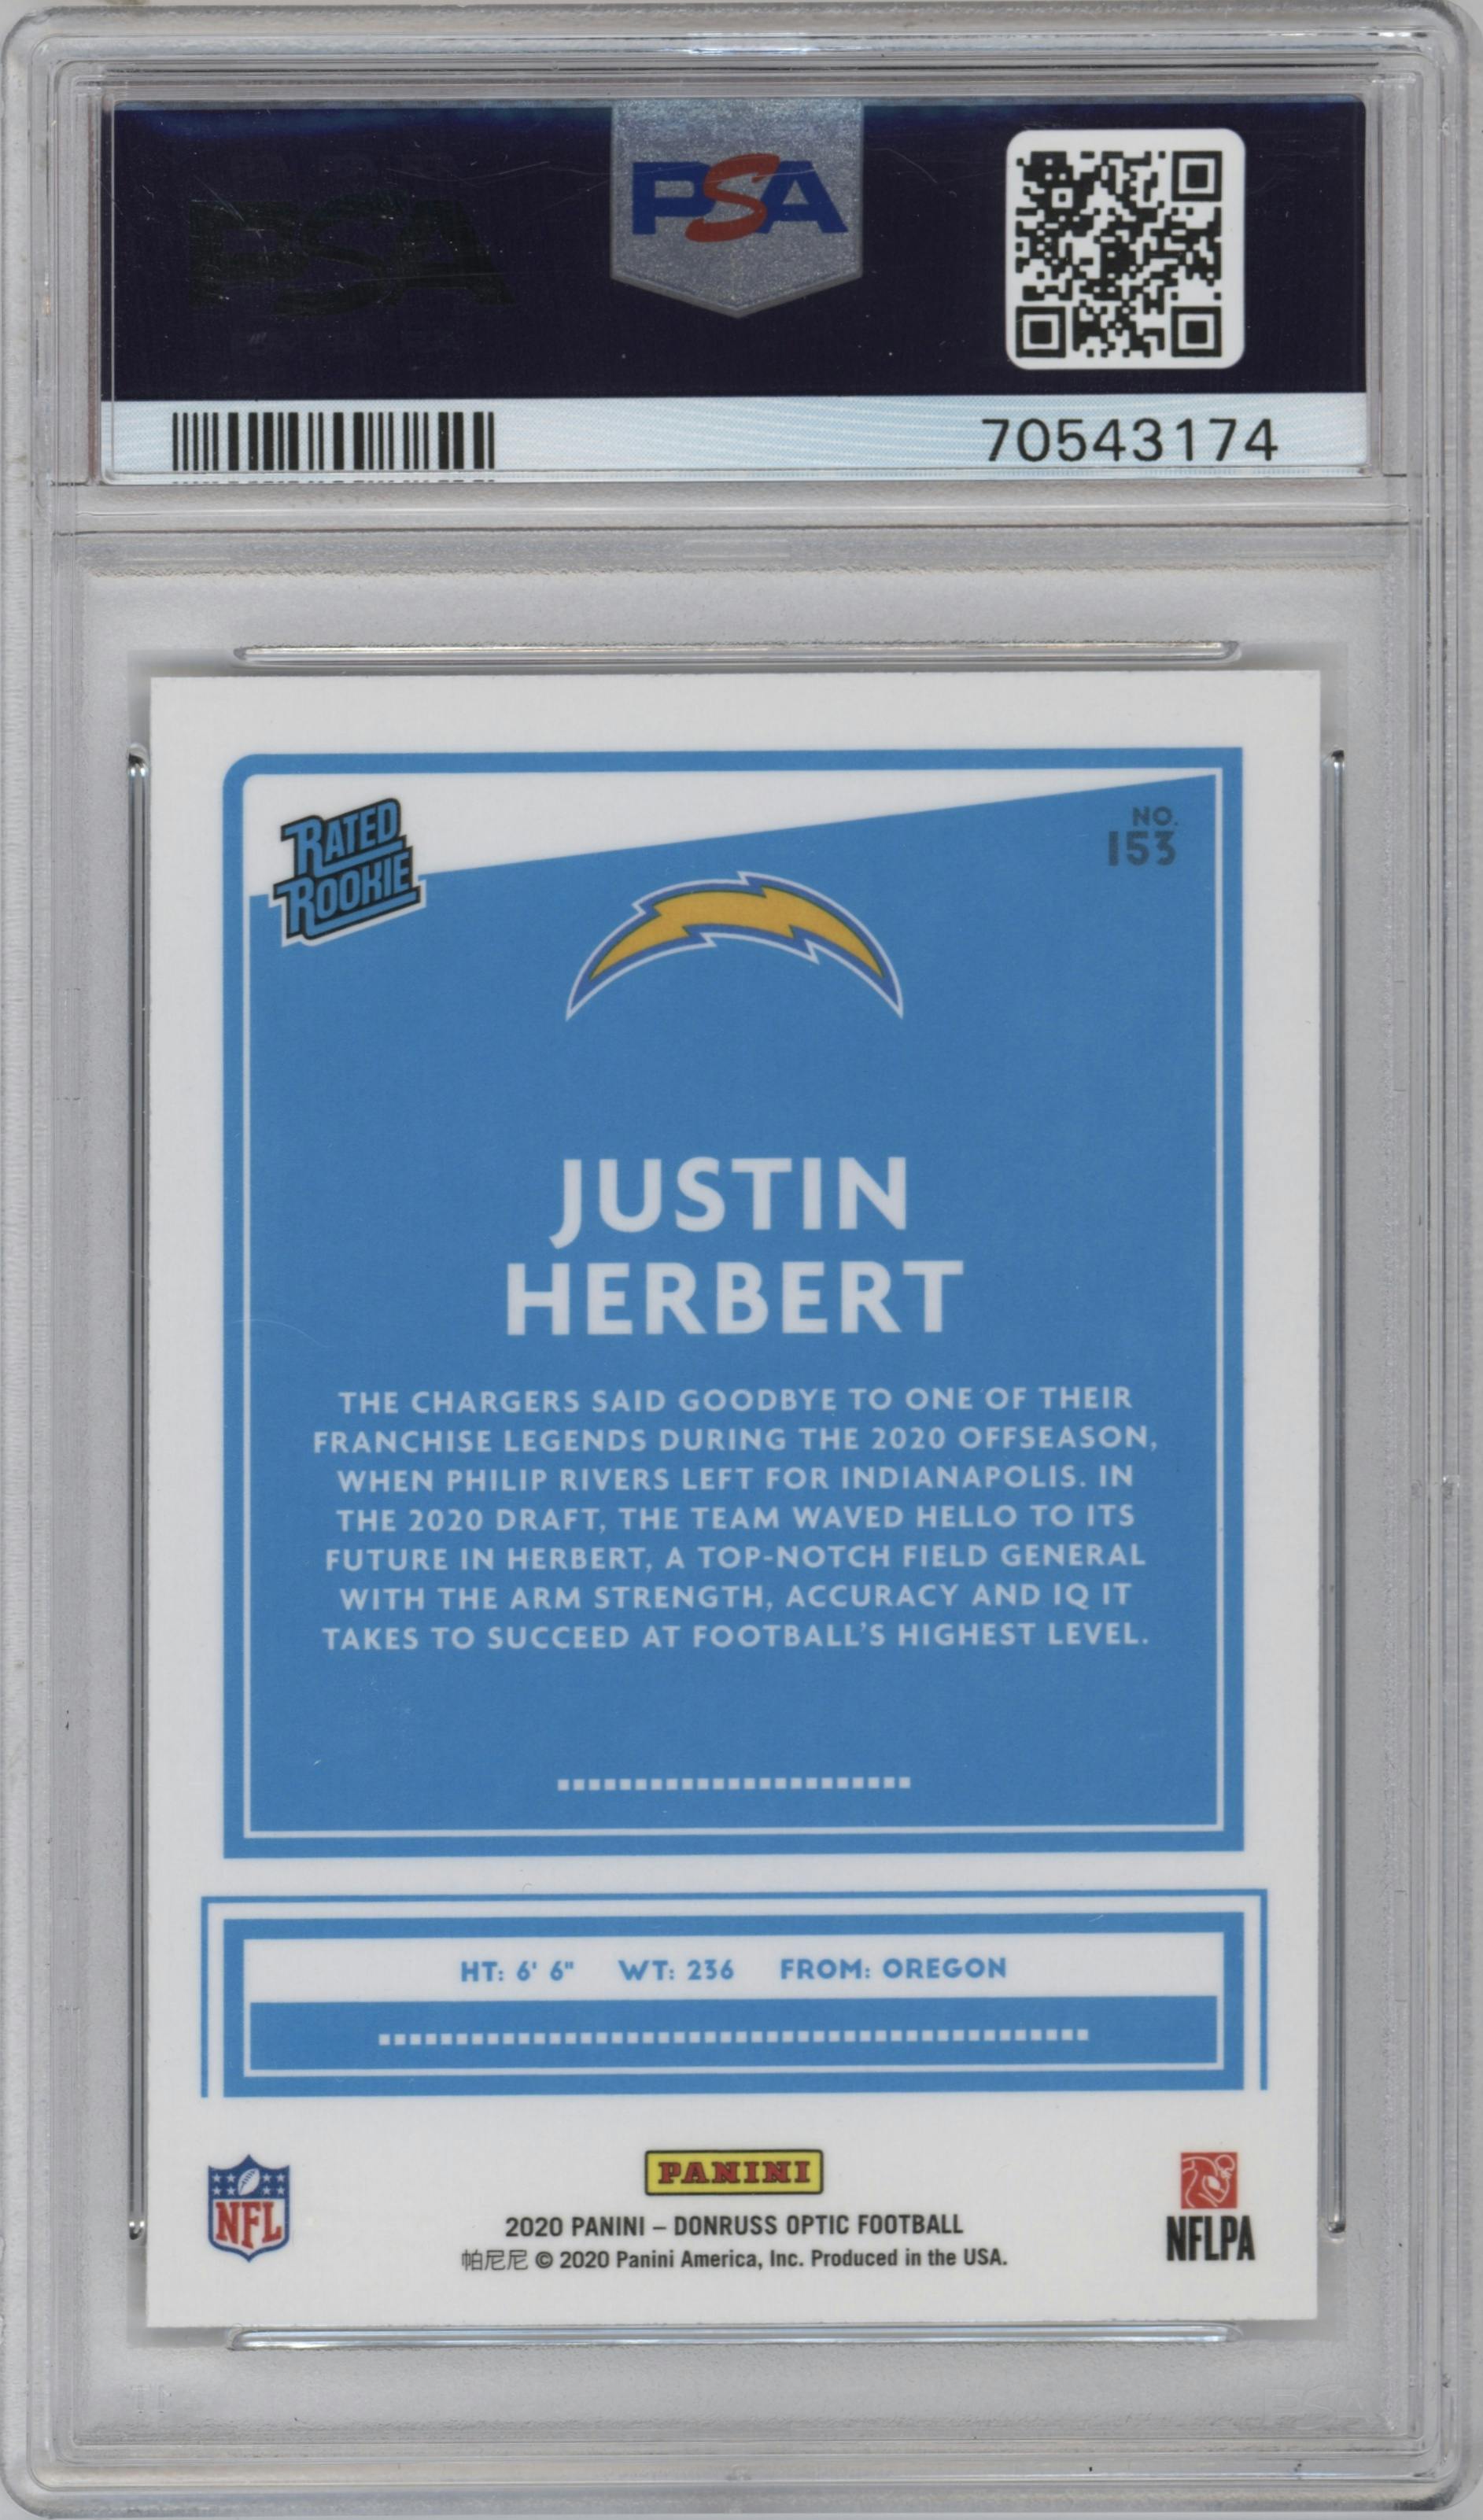 PSA
PSA
70543174
RATED
ROOKIE
NO.
153
JUSTIN
HERBERT
THE CHARGERS SAID GOODBYE TO ONE OF THEIR
FRANCHISE LEGENDS DURING THE 2020 OFFSEASON,
WHEN PHILIP RIVERS LEFT FOR INDIANAPOLIS. IN
THE 2020 DRAFT, THE TEAM WAVED HELLO TO ITS
FUTURE IN HERBERT, A TOP-NOTCH FIELD GENERAL
WITH THE ARM STRENGTH, ACCURACY AND IQ IT
TAKES TO SUCCEED AT FOOTBALL'S HIGHEST LEVEL.
HT: 6' 6" WT: 236 FROM: OREGON
NFL
PANINI
2020 PANINI – DONRUSS OPTIC FOOTBALL
帕尼尼 © 2020 Panini America, Inc. Produced in the USA.
NFLPA
PSA